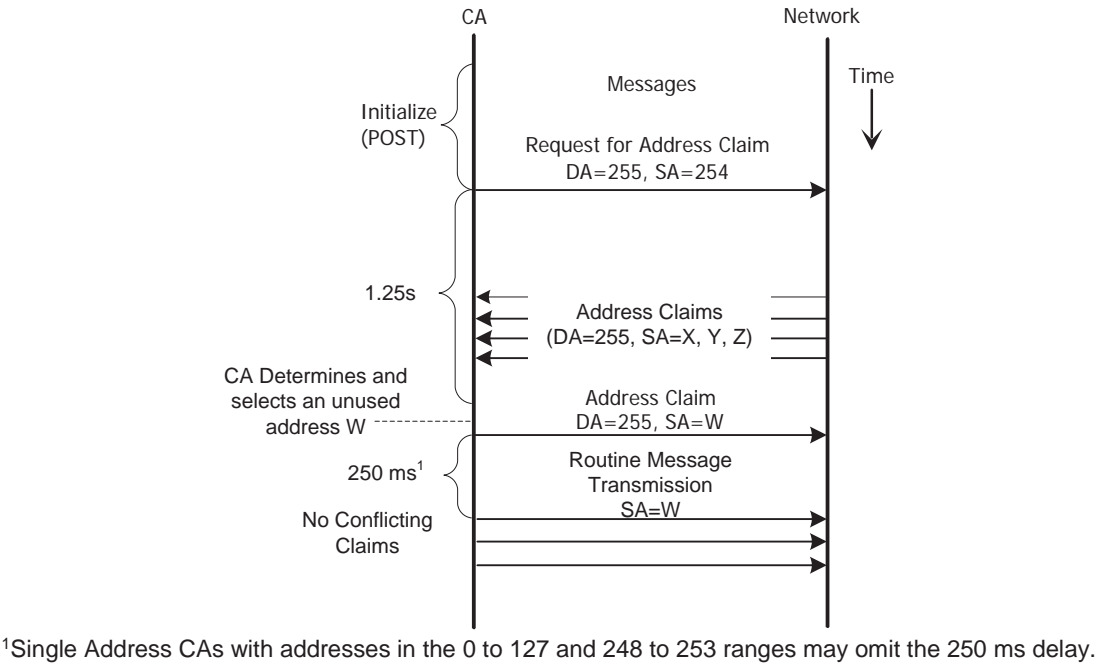 CA
Network
Time
Messages
Initialize
(POST)
Request for Address Claim
DA=255, SA=254
1.25s
Address Claims
(DA=255, SA=X, Y, Z)
CA Determines and
selects an unused
address W
Address Claim
DA=255, SA=W
250 ms¹
Routine Message
Transmission
SA=W
No Conflicting
Claims
¹Single Address CAs with addresses in the 0 to 127 and 248 to 253 ranges may omit the 250 ms delay.